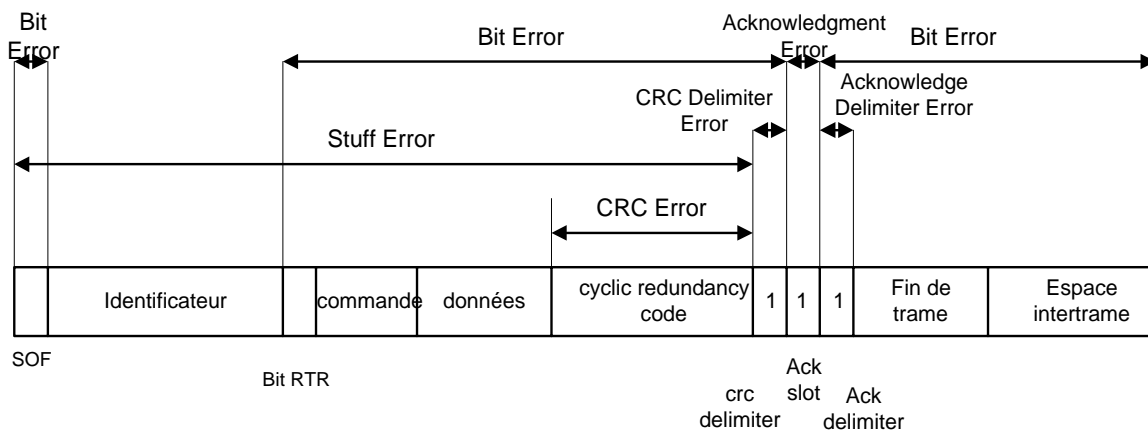 Bit
Error
Bit Error
Acknowledgment
Error
Bit Error
CRC Delimiter
Error
Acknowledge
Delimiter Error
Stuff Error
CRC Error
Identificateur
commande
données
cyclic redundancy
code
1
1
1
Fin de
trame
Espace
intertrame
SOF
Bit RTR
crc
delimiter
Ack
slot
Ack
delimiter